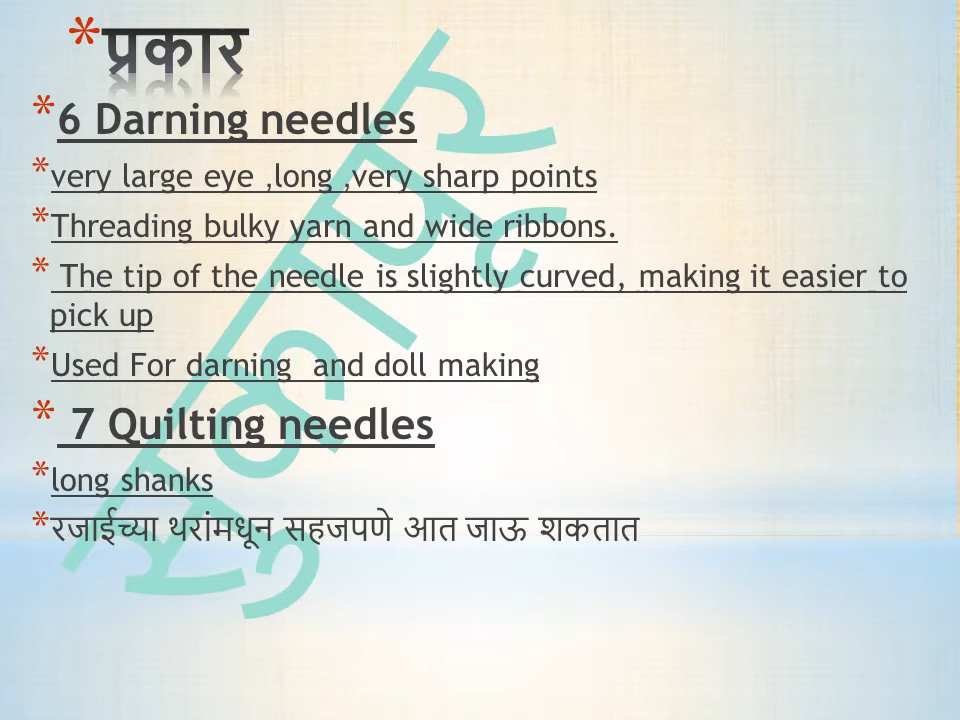 *प्रकार
*6 Darning needles
*very large eye ,long ,very sharp points
*Threading bulky yarn and wide ribbons.
* The tip of the needle is slightly curved, making it easier to
pick up
*Used For darning  and doll making
* 7 Quilting needles
*long shanks
*रजाईच्या थरांमधून सहजपणे आत जाऊ शकतात